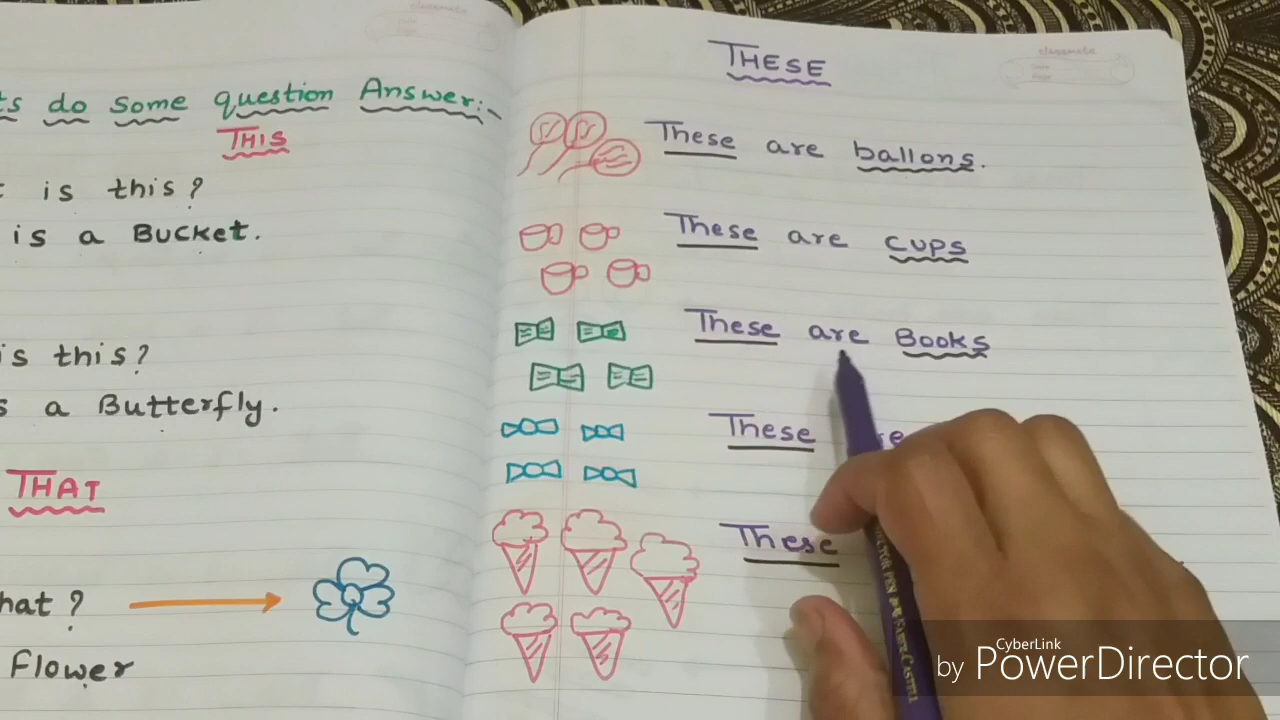 do some question Answer:-
THIS
is this?
is a BUCKET.
is this?
a Butterfly.
THAT
?
Flower
THESE
These are ballons.
These are cups
These are Books
These
These
classmate
CyberLink
by PowerDirector